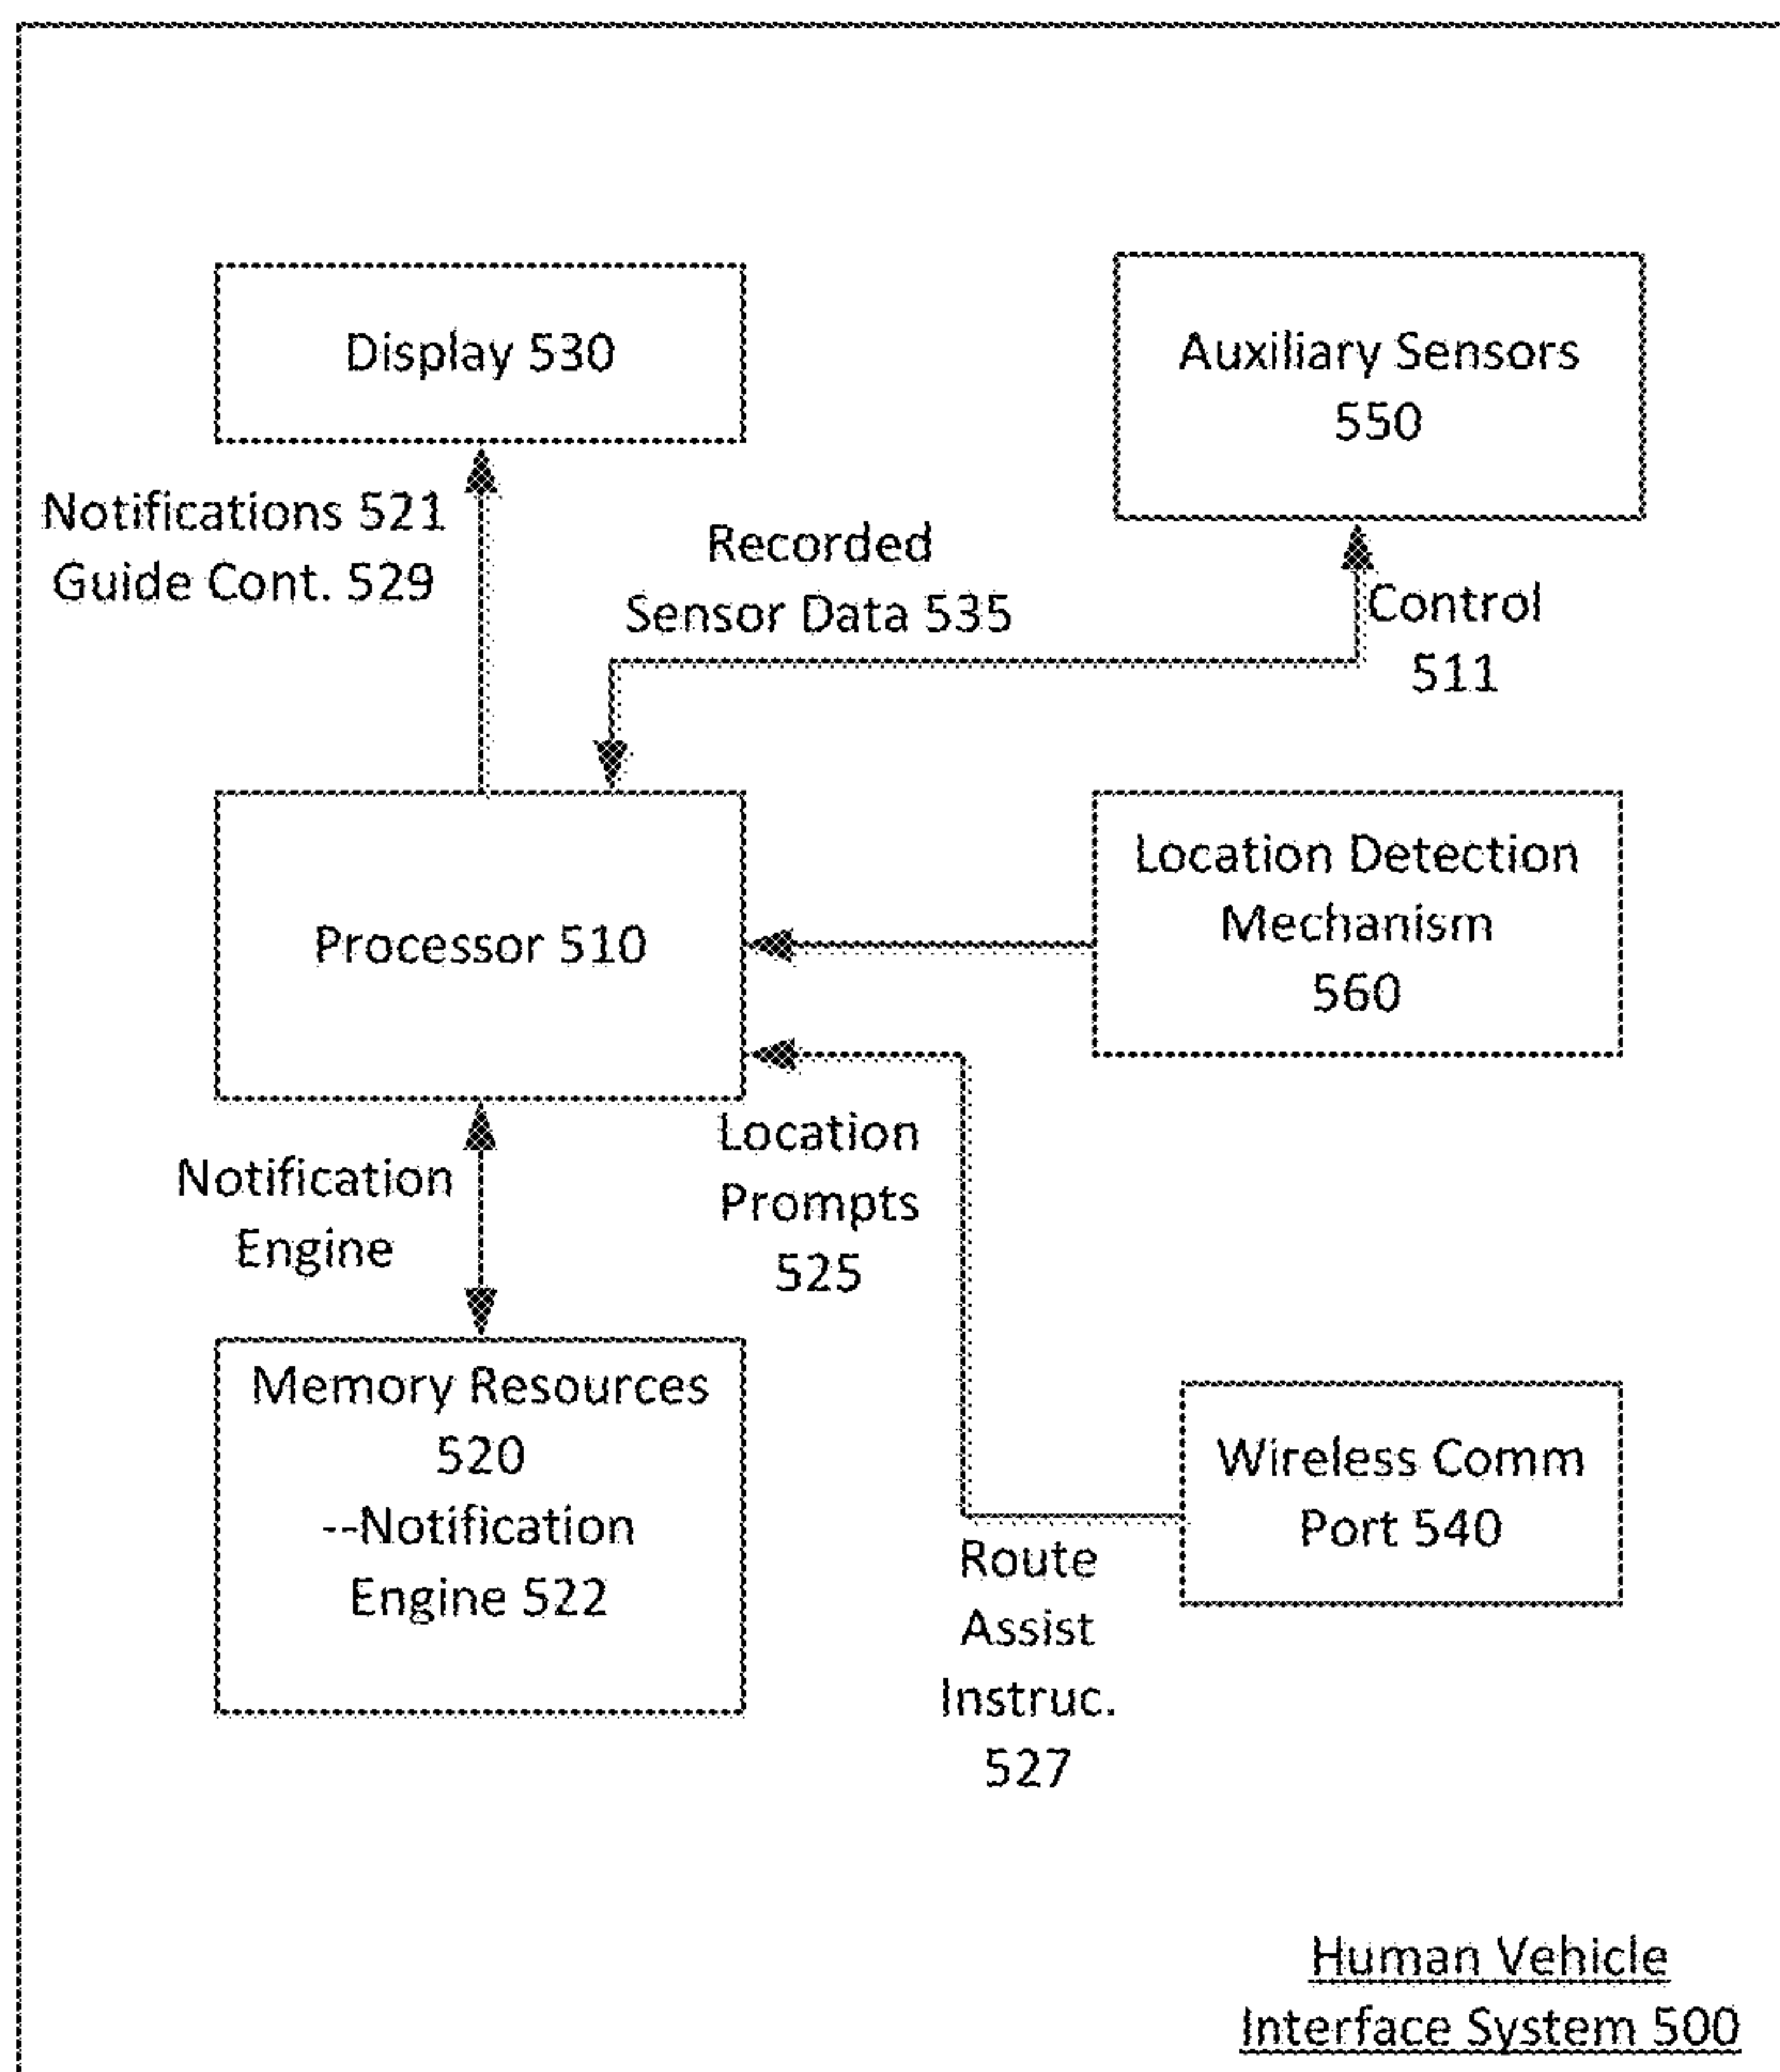 Display 530
Auxiliary Sensors
550
Notifications 521
Guide Cont. 529
Recorded
Sensor Data 535
Control
511
Processor 510
Location Detection
Mechanism
560
Notification
Engine
Location
Prompts
525
Memory Resources
520
--Notification
Engine 522
Wireless Comm
Port 540
Route
Assist
Instruc.
527
Human Vehicle
Interface System 500